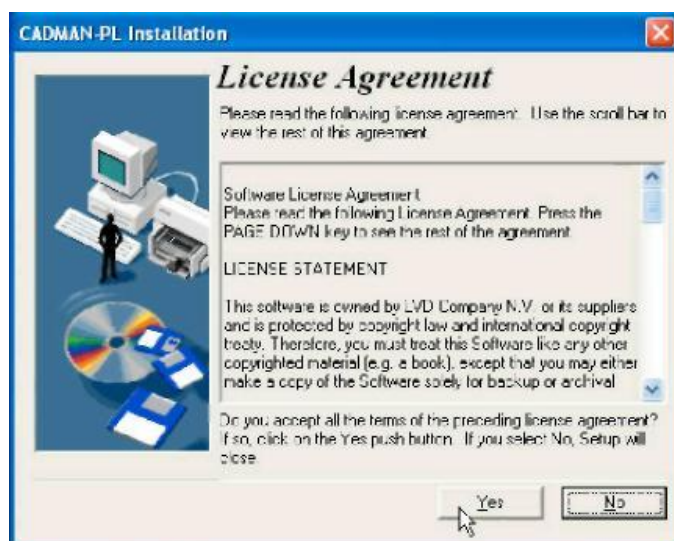 CADMAN-PL Installation
License Agreement
Please read the following license agreement. Use the scroll bar to
view the rest of this agreement.
Software License Agreement
Please read the following License Agreement. Press the
PAGE DOWN key to see the rest of the agreement.
LICENSE STATEMENT
This software is owned by LVD Company N.V. or its suppliers
and is protected by copyright law and international copyright
treaty. Therefore, you must treat this Software like any other
copyrighted material (e.g. a book), except that you may either
make a copy of the Software solely for backup or archival
Do you accept all the terms of the preceding license agreement?
If so, click on the Yes push button. If you select No, Setup will
close.
Yes
No